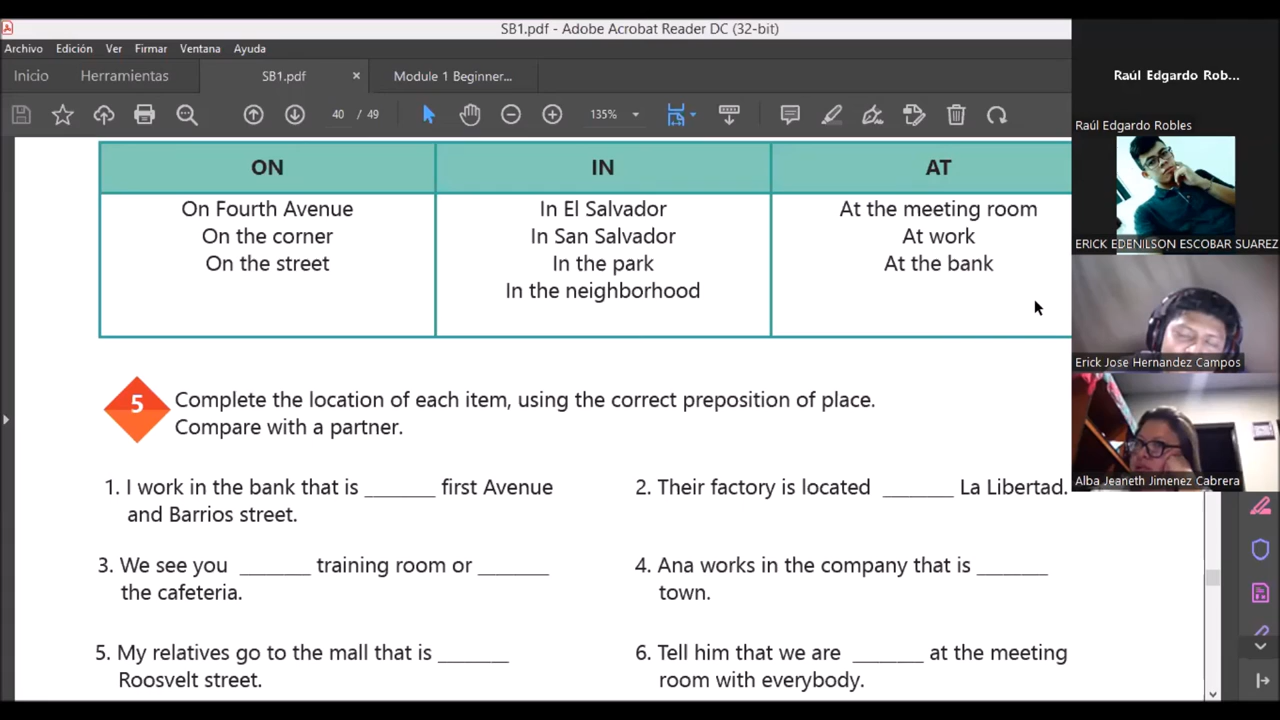 SB1.pdf - Adobe Acrobat Reader DC (32-bit)
Archivo Edición Ver Firmar Ventana Ayuda
Inicio Herramientas SB1.pdf × Module 1 Beginner...
40 / 49 135%
ON IN AT
On Fourth Avenue In El Salvador At the meeting room
On the corner In San Salvador At work
On the street In the park At the bank
In the neighborhood
5 Complete the location of each item, using the correct preposition of place.
Compare with a partner.
1. I work in the bank that is _______ first Avenue
and Barrios street.
2. Their factory is located _______ La Libertad.
3. We see you _______ training room or _______
the cafeteria.
4. Ana works in the company that is _______
town.
5. My relatives go to the mall that is _______
Roosvelt street.
6. Tell him that we are _______ at the meeting
room with everybody.
Raúl Edgardo Rob...
Raúl Edgardo Robles
ERICK EDENILSON ESCOBAR SUAREZ
Erick Jose Hernandez Campos
Alba Jeaneth Jimenez Cabrera